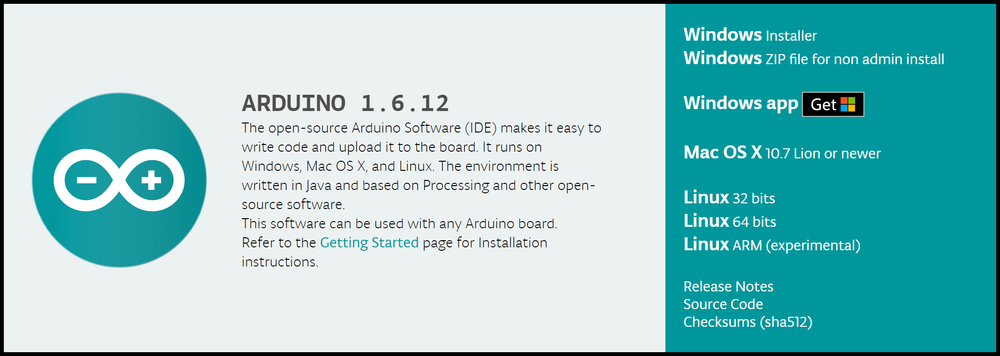 ARDUINO 1.6.12
The open-source Arduino Software (IDE) makes it easy to
write code and upload it to the board. It runs on
Windows, Mac OS X, and Linux. The environment is
written in Java and based on Processing and other open-
source software.
This software can be used with any Arduino board.
Refer to the Getting Started page for Installation
instructions.
Windows Installer
Windows ZIP file for non admin install
Windows app Get
Mac OS X 10.7 Lion or newer
Linux 32 bits
Linux 64 bits
Linux ARM (experimental)
Release Notes
Source Code
Checksums (sha512)